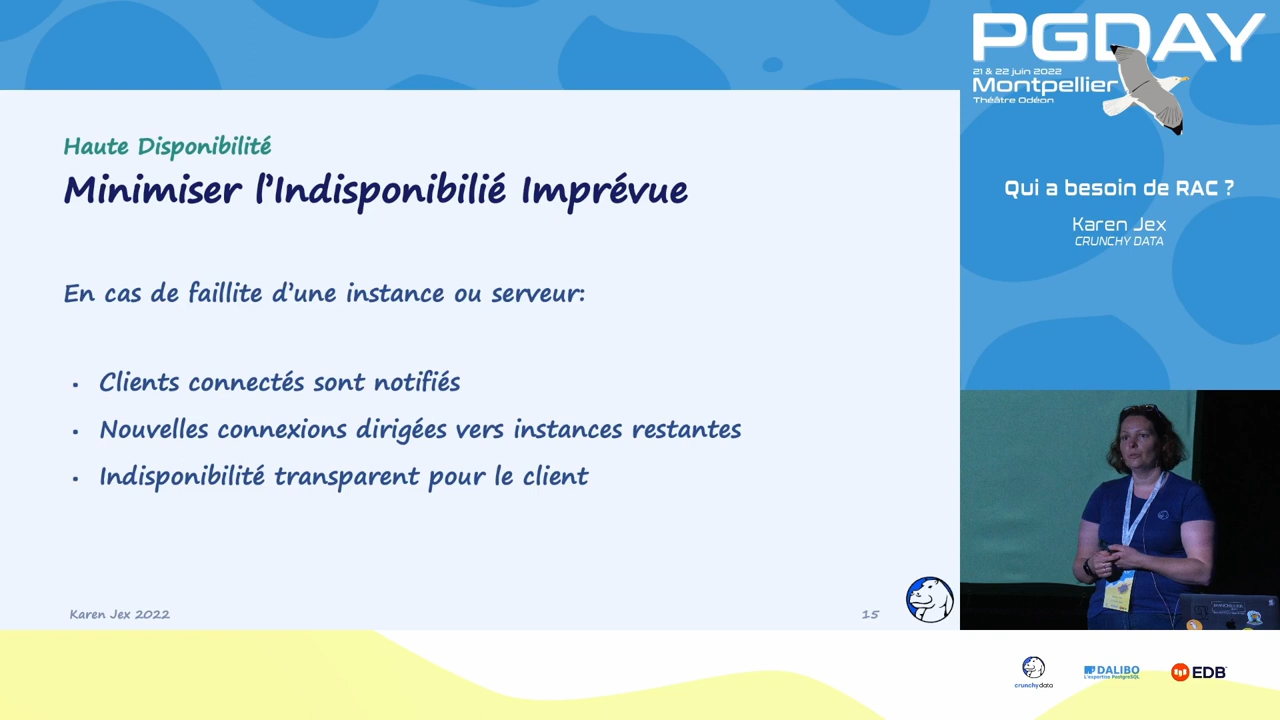 Haute Disponibilité
Minimiser l'Indisponibilié Imprévue
En cas de faillite d'une instance ou serveur:
• Clients connectés sont notifiés
• Nouvelles connexions dirigées vers instances restantes
• Indisponibilité transparent pour le client
Karen Jex 2022
15
PGDAY
21 & 22 juin 2022
Montpellier
Théâtre Odéon
Qui a besoin de RAC ?
Karen Jex
CRUNCHY DATA
crunchydata
DALIBO
L'expertise PostgreSQL
EDB